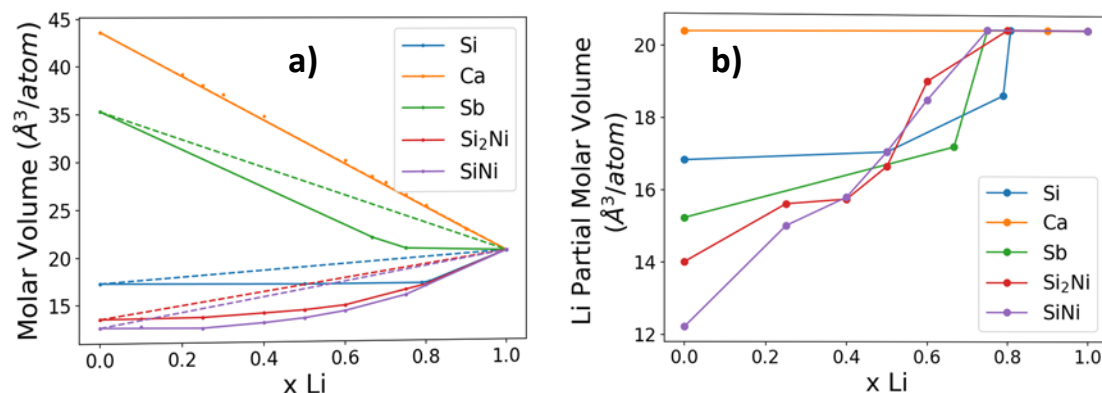 a)
Molar Volume (Å³/atom)
45
40
35
30
25
20
15
0.0 0.2 0.4 0.6 0.8 1.0
x Li
Si
Ca
Sb
Si₂Ni
SiNi
b)
Li Partial Molar Volume
(Å³/atom)
20
18
16
14
12
0.0 0.2 0.4 0.6 0.8 1.0
x Li
Si
Ca
Sb
Si₂Ni
SiNi